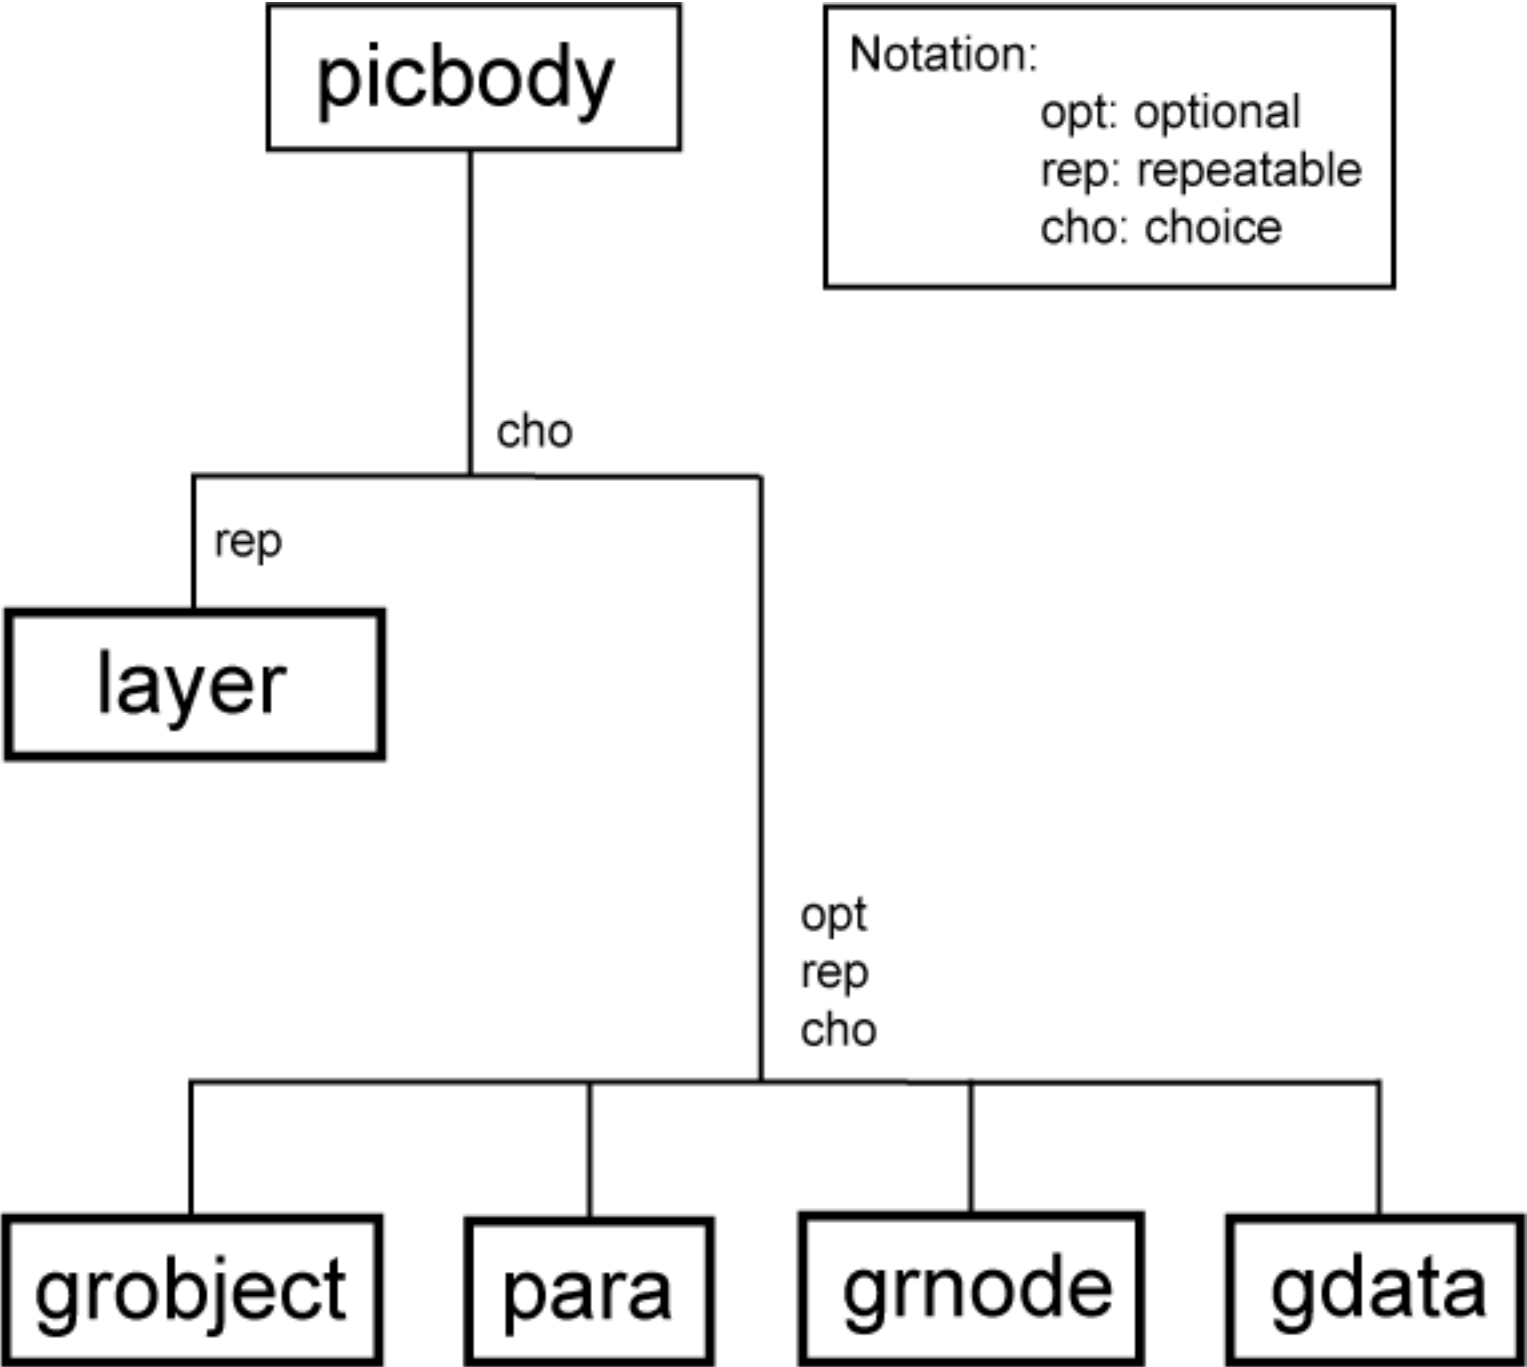 picbody
Notation:
opt: optional
rep: repeatable
cho: choice
cho
rep
layer
opt
rep
cho
grobject
para
grnode
gdata